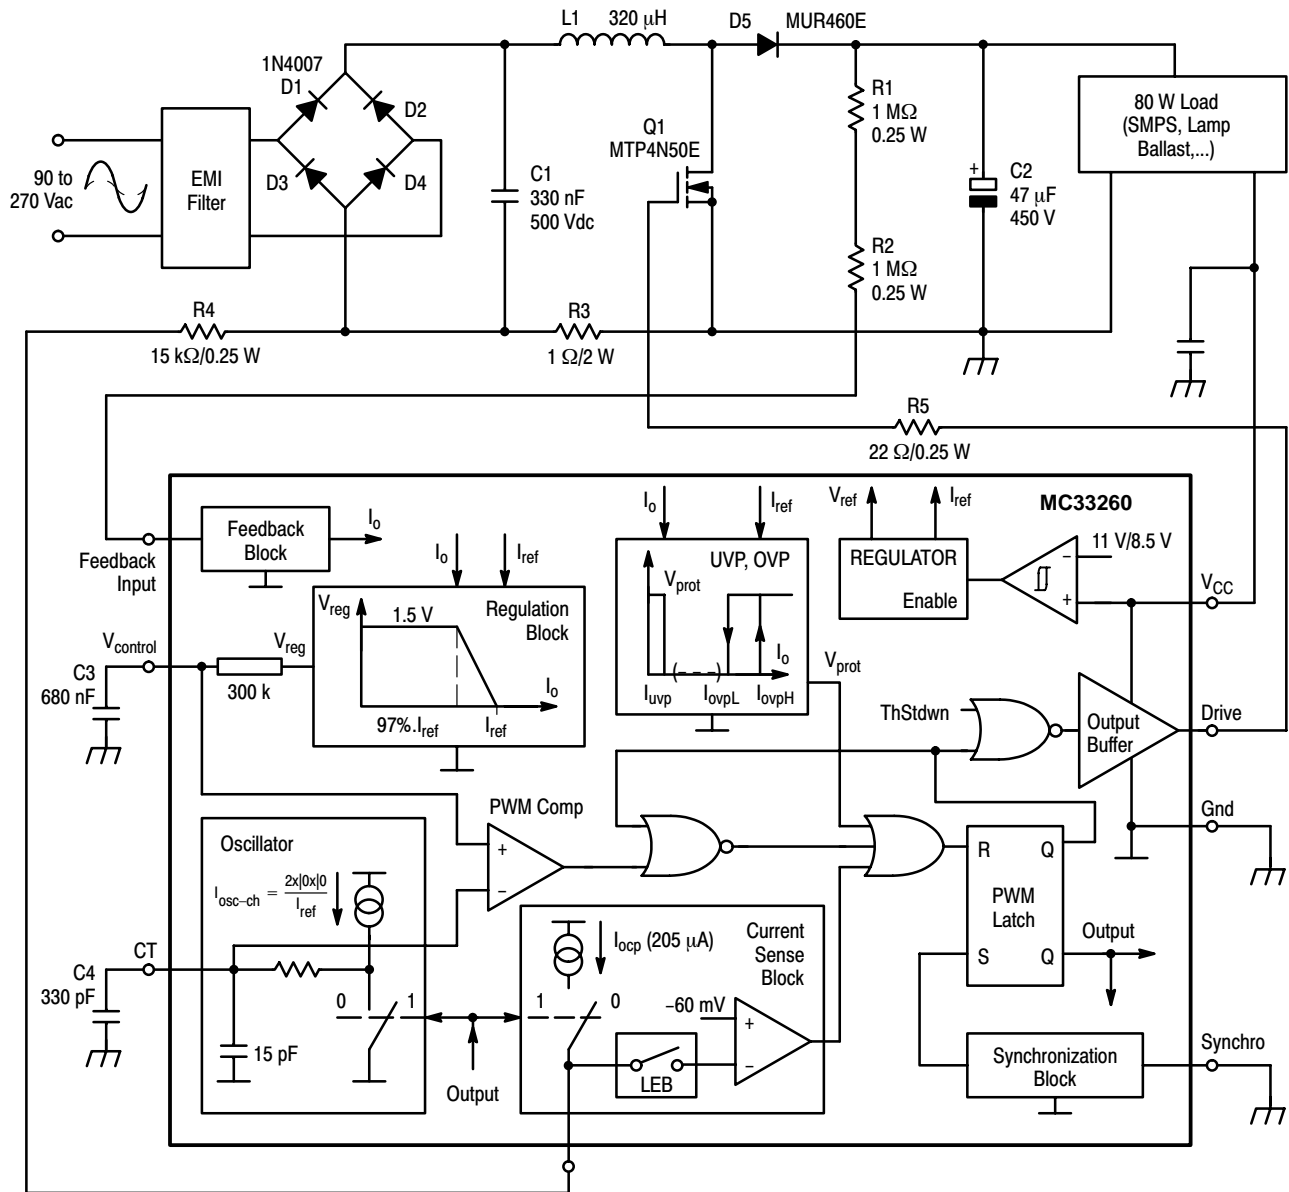 L1 320 μH
D5 MUR460E
1N4007
D1
D2
D3
D4
EMI
Filter
90 to
270 Vac
C1
330 nF
500 Vdc
Q1
MTP4N50E
R1
1 MΩ
0.25 W
R2
1 MΩ
0.25 W
+
C2
47 μF
450 V
80 W Load
(SMPS, Lamp
Ballast,...)
R4
15 kΩ/0.25 W
R3
1 Ω/2 W
R5
22 Ω/0.25 W
MC33260
Feedback
Block
Io
Feedback
Input
Io
Iref
Vreg
1.5 V
Regulation
Block
Io
97%.Iref
Iref
Vcontrol
Vreg
300 k
C3
680 nF
Io
Iref
UVP, OVP
Vprot
Io
Iuvp
(- - - -)
IovpL
IovpH
Vprot
Vref
Iref
REGULATOR
Enable
11 V/8.5 V
−
+
VCC
ThStdwn
Output
Buffer
Drive
Gnd
PWM Comp
+
−
Oscillator
Iosc−ch = 2x|0x|0
Iref
CT
C4
330 pF
0
1
15 pF
Output
Iocp (205 μA)
Current
Sense
Block
1
0
−60 mV
+
−
LEB
R
Q
PWM
Latch
S
Q
Output
Synchronization
Block
Synchro